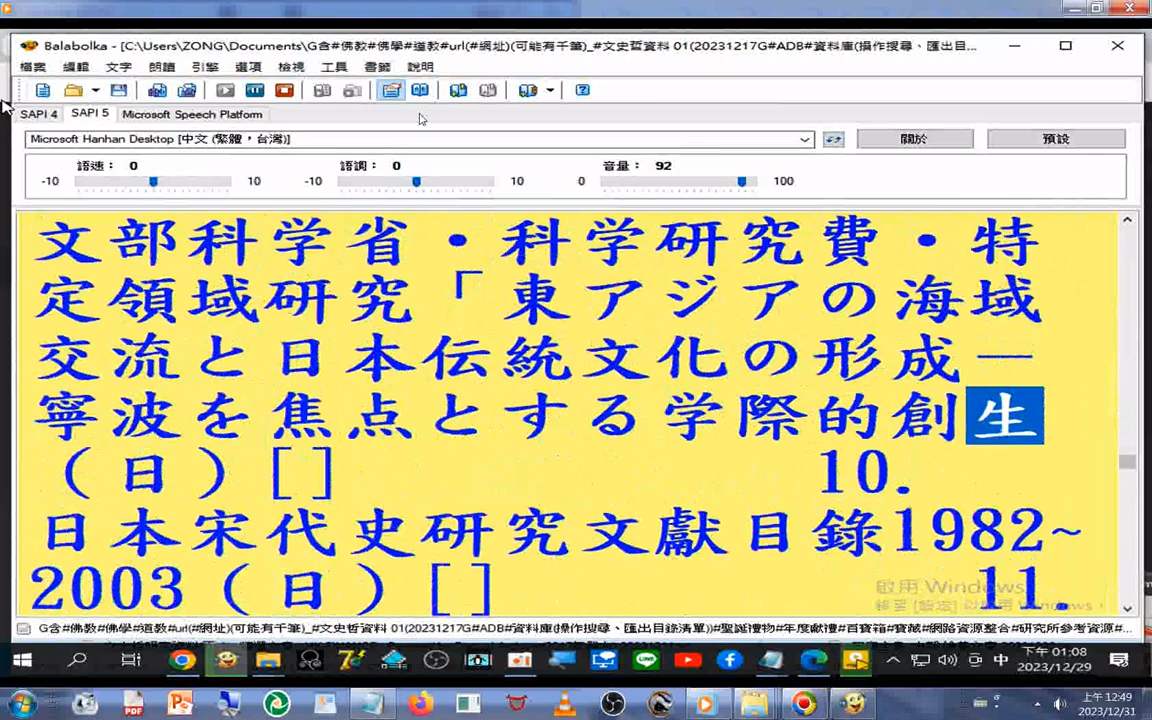 Balabolka - [C:\Users\ZONG\Documents\G含#佛教#佛學#道教#url(#網址)(可能有千筆)_#文史哲資料 01(20231217G#ADB#資料庫(操作搜尋、匯出目...
檔案 編輯 文字 朗讀 引擎 選項 檢視 工具 書籤 說明
SAPI 4 SAPI 5 Microsoft Speech Platform
Microsoft Hanhan Desktop [中文 (繁體，台灣)] 關於 預設
語速： 0 語調： 0 音量： 92
-10 10 -10 10 0 100
文部科学省・科学研究費・特
定領域研究「東アジアの海域
交流と日本伝統文化の形成―
寧波を焦点とする学際的創生
（日）[] 10.
日本宋代史研究文獻目錄1982~
2003（日）[] 11.
啟用 Windows
G含#佛教#佛學#道教#url(#網址)(可能有千筆)_#文史哲資料 01(20231217G#ADB#資料庫(操作搜尋、匯出目錄清單))#聖誕禮物#年度獻禮#百寶箱#寶藏#網路資源整合#研究所參考資源#...
中 下午 01:08
2023/12/29
上午 12:49
2023/12/31